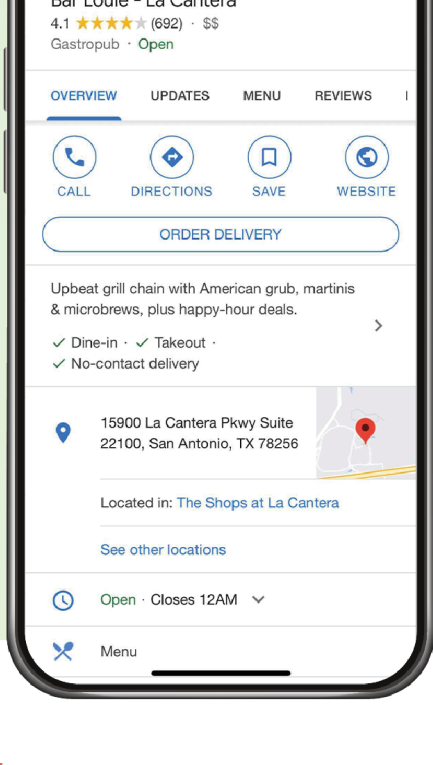 Bar Louie - La Cantera
4.1 (692) · $$
Gastropub · Open
OVERVIEW UPDATES MENU REVIEWS
CALL DIRECTIONS SAVE WEBSITE
ORDER DELIVERY
Upbeat grill chain with American grub, martinis
& microbrews, plus happy-hour deals.
✓ Dine-in · ✓ Takeout ·
✓ No-contact delivery
15900 La Cantera Pkwy Suite
22100, San Antonio, TX 78256
Located in: The Shops at La Cantera
See other locations
Open · Closes 12AM
Menu